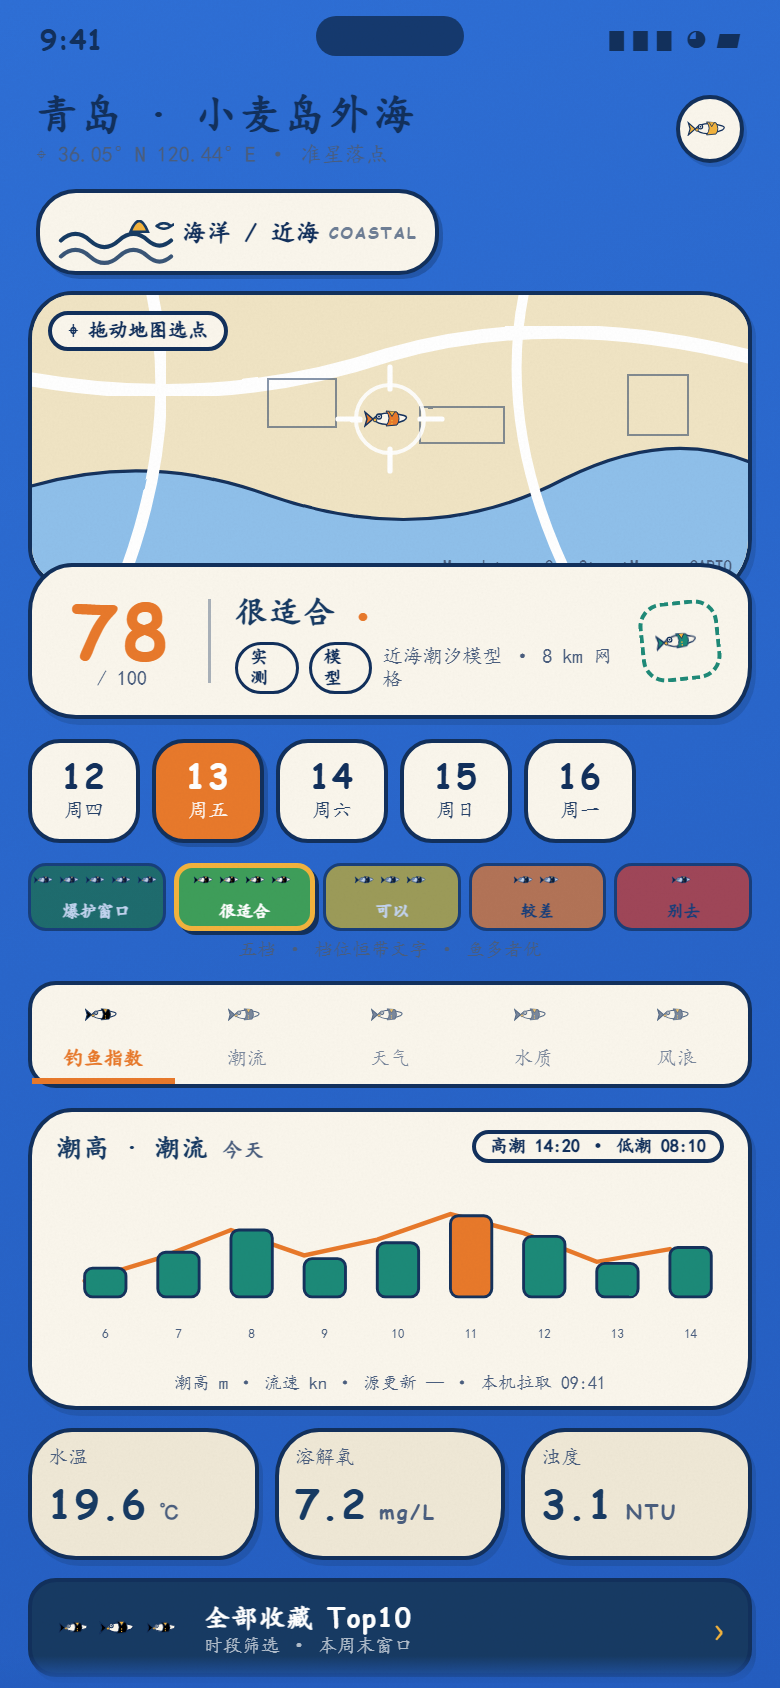 9:41
青岛 · 小麦岛外海
⌖ 36.05° N 120.44° E • 准星落点
海洋 / 近海 COASTAL
⌖ 拖动地图选点
78
/ 100
很适合
实测
模型
近海潮汐模型 • 8 km 网格
12
周四
13
周五
14
周六
15
周日
16
周一
爆护窗口
很适合
可以
较差
别去
钓鱼指数
潮流
天气
水质
风浪
潮高 · 潮流 今天
高潮 14:20 • 低潮 08:10
6 7 8 9 10 11 12 13 14
潮高 m • 流速 kn • 源更新 — • 本机拉取 09:41
水温
19.6 ℃
溶解氧
7.2 mg/L
浊度
3.1 NTU
全部收藏 Top10
时段筛选 • 本周末窗口
›